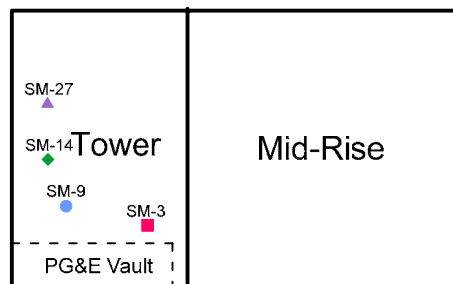 SM-27
SM-14
Tower
Mid-Rise
SM-9
SM-3
PG&E Vault